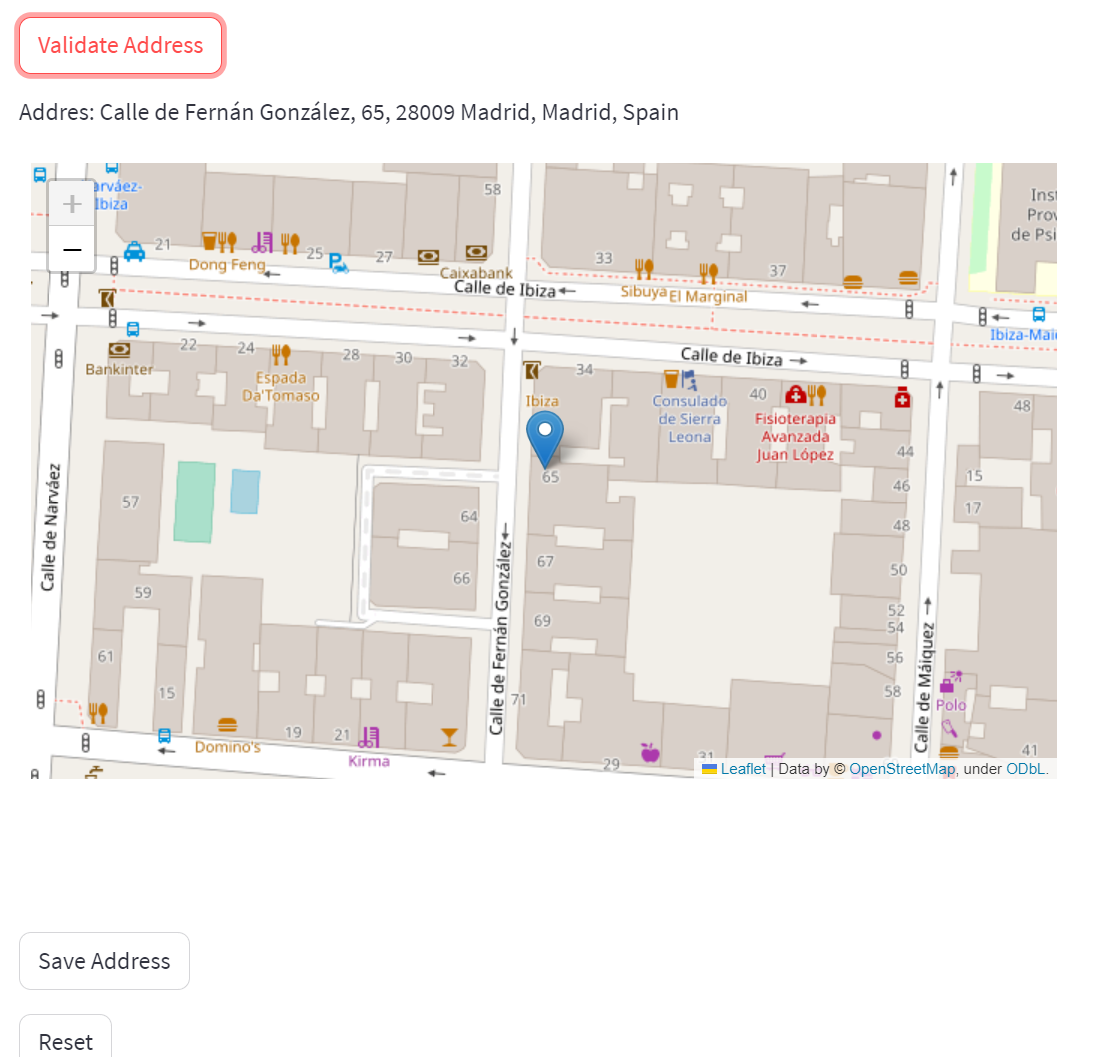 Validate Address
Addres: Calle de Fernán González, 65, 28009 Madrid, Madrid, Spain
+
−
arváez-
Ibiza
58
Inst
Prov
de Psi
21
Dong Feng
25
27
Caixabank
33
Sibuya
El Marginal
37
Calle de Ibiza
Ibiza-Mái
Bankinter
22
24
Espada
Da'Tomaso
28
30
32
Calle de Ibiza
34
Ibiza
Consulado
de Sierra
Leona
40
Fisioterapia
Avanzada
Juan López
48
44
46
48
50
52
54
56
58
15
17
65
67
69
71
64
66
57
59
61
15
Calle de Narváez
Calle de Fernán González
Calle de Máiquez
Polo
41
Domino's
19
21
Kirma
29
31
Leaflet | Data by © OpenStreetMap, under ODbL.
Save Address
Reset